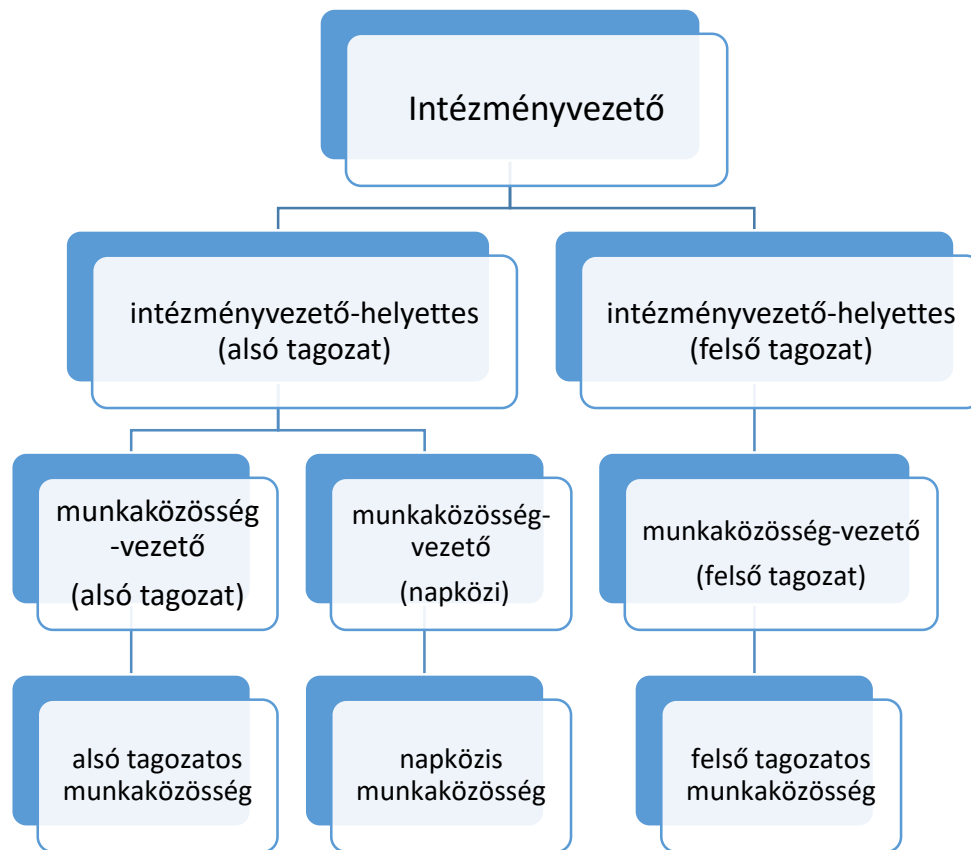 Intézményvezető
intézményvezető-helyettes
(alsó tagozat)
intézményvezető-helyettes
(felső tagozat)
munkaközösség
-vezető
(alsó tagozat)
munkaközösség-
vezető
(napközi)
munkaközösség-vezető
(felső tagozat)
alsó tagozatos
munkaközösség
napközis
munkaközösség
felső tagozatos
munkaközösség